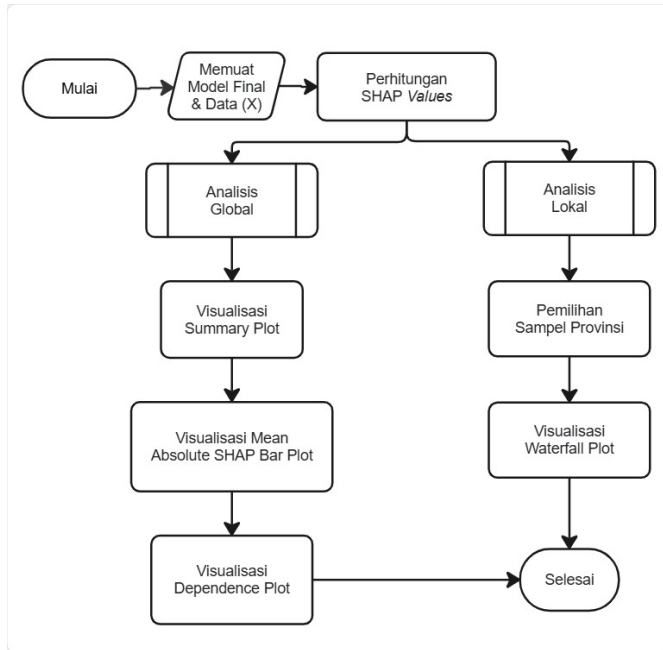 Mulai
Memuat
Model Final
& Data (X)
Perhitungan
SHAP Values
Analisis
Global
Analisis
Lokal
Visualisasi
Summary Plot
Pemilihan
Sampel Provinsi
Visualisasi Mean
Absolute SHAP Bar Plot
Visualisasi
Waterfall Plot
Visualisasi
Dependence Plot
Selesai